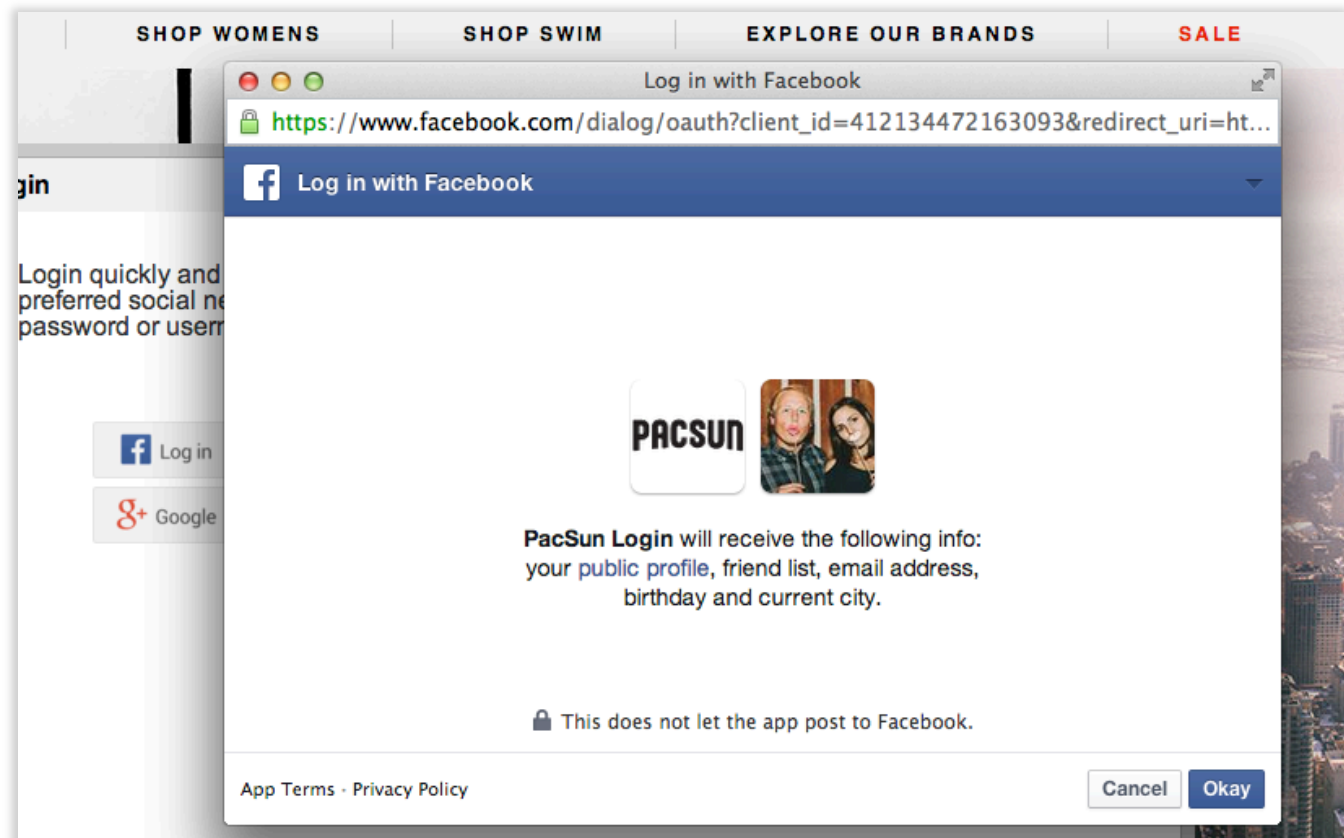 SHOP WOMENS
SHOP SWIM
EXPLORE OUR BRANDS
SALE
Log in with Facebook
https://www.facebook.com/dialog/oauth?client_id=412134472163093&redirect_uri=ht...
gin
f Log in with Facebook
Login quickly and
preferred social ne
password or usern
PACSUN
f Log in
g+ Google
PacSun Login will receive the following info:
your public profile, friend list, email address,
birthday and current city.
This does not let the app post to Facebook.
App Terms · Privacy Policy
Cancel
Okay